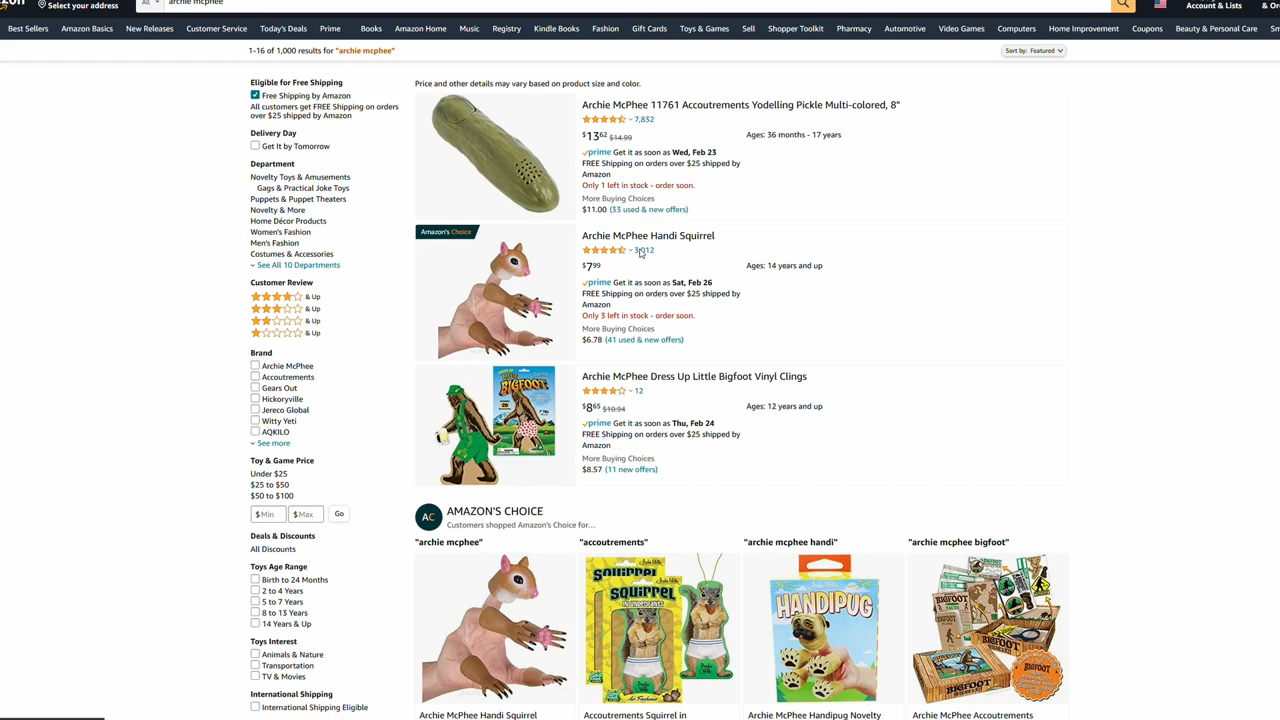 Select your address
All
archie mcphee
Account & Lists
Best Sellers Amazon Basics New Releases Customer Service Today's Deals Prime Books Amazon Home Music Registry Kindle Books Fashion Gift Cards Toys & Games Sell Shopper Toolkit Pharmacy Automotive Video Games Computers Home Improvement Coupons Beauty & Personal Care
1-16 of 1,000 results for "archie mcphee"
Sort by: Featured
Eligible for Free Shipping
Free Shipping by Amazon
All customers get FREE Shipping on orders
over $25 shipped by Amazon
Delivery Day
Get It by Tomorrow
Department
Novelty Toys & Amusements
Gags & Practical Joke Toys
Puppets & Puppet Theaters
Novelty & More
Home Décor Products
Women's Fashion
Men's Fashion
Costumes & Accessories
See All 10 Departments
Customer Review
& Up
& Up
& Up
& Up
Brand
Archie McPhee
Accoutrements
Gears Out
Hickoryville
Jereco Global
Witty Yeti
AQKILO
See more
Toy & Game Price
Under $25
$25 to $50
$50 to $100
$ Min $ Max Go
Deals & Discounts
All Discounts
Toys Age Range
Birth to 24 Months
2 to 4 Years
5 to 7 Years
8 to 13 Years
14 Years & Up
Toys Interest
Animals & Nature
Transportation
TV & Movies
International Shipping
International Shipping Eligible
Price and other details may vary based on product size and color.
Archie McPhee 11761 Accoutrements Yodelling Pickle Multi-colored, 8"
7,832
$13.62 $14.99
Ages: 36 months - 17 years
prime Get it as soon as Wed, Feb 23
FREE Shipping on orders over $25 shipped by
Amazon
Only 1 left in stock - order soon.
More Buying Choices
$11.00 (33 used & new offers)
Amazon's Choice
Archie McPhee Handi Squirrel
3,012
$7.99
Ages: 14 years and up
prime Get it as soon as Sat, Feb 26
FREE Shipping on orders over $25 shipped by
Amazon
Only 3 left in stock - order soon.
More Buying Choices
$6.78 (41 used & new offers)
BIGFOOT
Archie McPhee Dress Up Little Bigfoot Vinyl Clings
12
$8.65 $10.94
Ages: 12 years and up
prime Get it as soon as Thu, Feb 24
FREE Shipping on orders over $25 shipped by
Amazon
More Buying Choices
$8.57 (11 new offers)
AC
AMAZON'S CHOICE
Customers shopped Amazon's Choice for…
"archie mcphee"
"accoutrements"
"archie mcphee handi"
"archie mcphee bigfoot"
SQUIRREL
SQUIRREL
HANDIPUG
BIGFOOT
BIGFOOT
BIGFOOT
Archie McPhee Handi Squirrel
Accoutrements Squirrel in
Archie McPhee Handipug Novelty
Archie McPhee Accoutrements